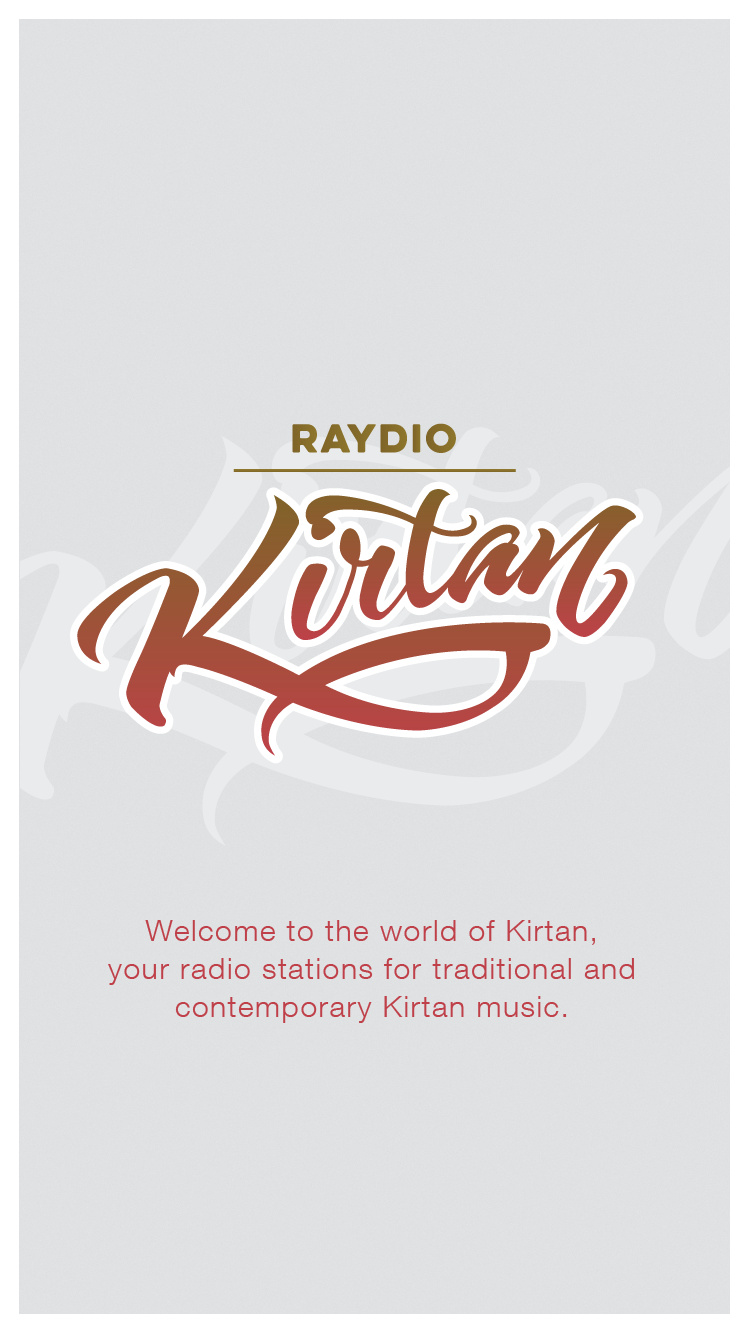 RAYDIO
Kirtan
Welcome to the world of Kirtan,
your radio stations for traditional and
contemporary Kirtan music.